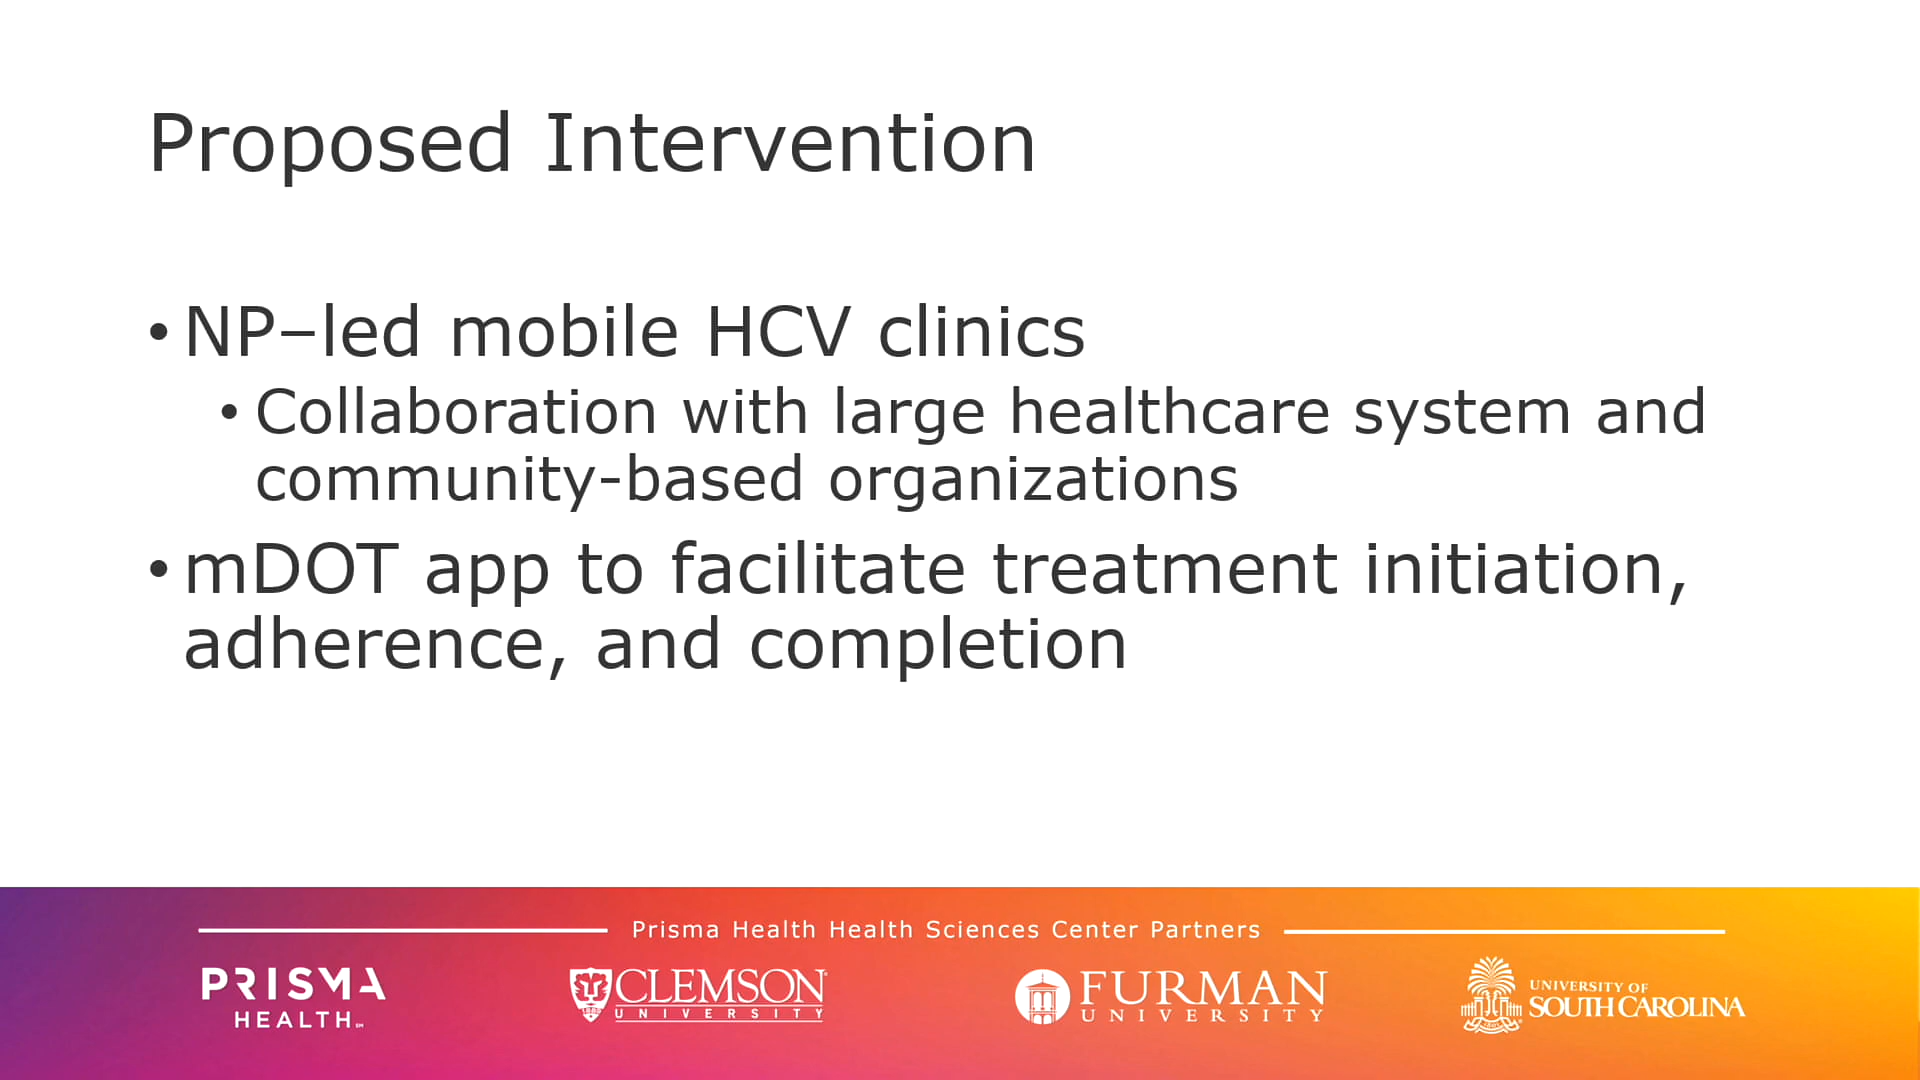 Proposed Intervention
• NP–led mobile HCV clinics
• Collaboration with large healthcare system and
community-based organizations
• mDOT app to facilitate treatment initiation,
adherence, and completion
Prisma Health Health Sciences Center Partners
PRISMA
HEALTH℠
CLEMSON®
UNIVERSITY
FURMAN
UNIVERSITY
UNIVERSITY OF
SOUTH CAROLINA